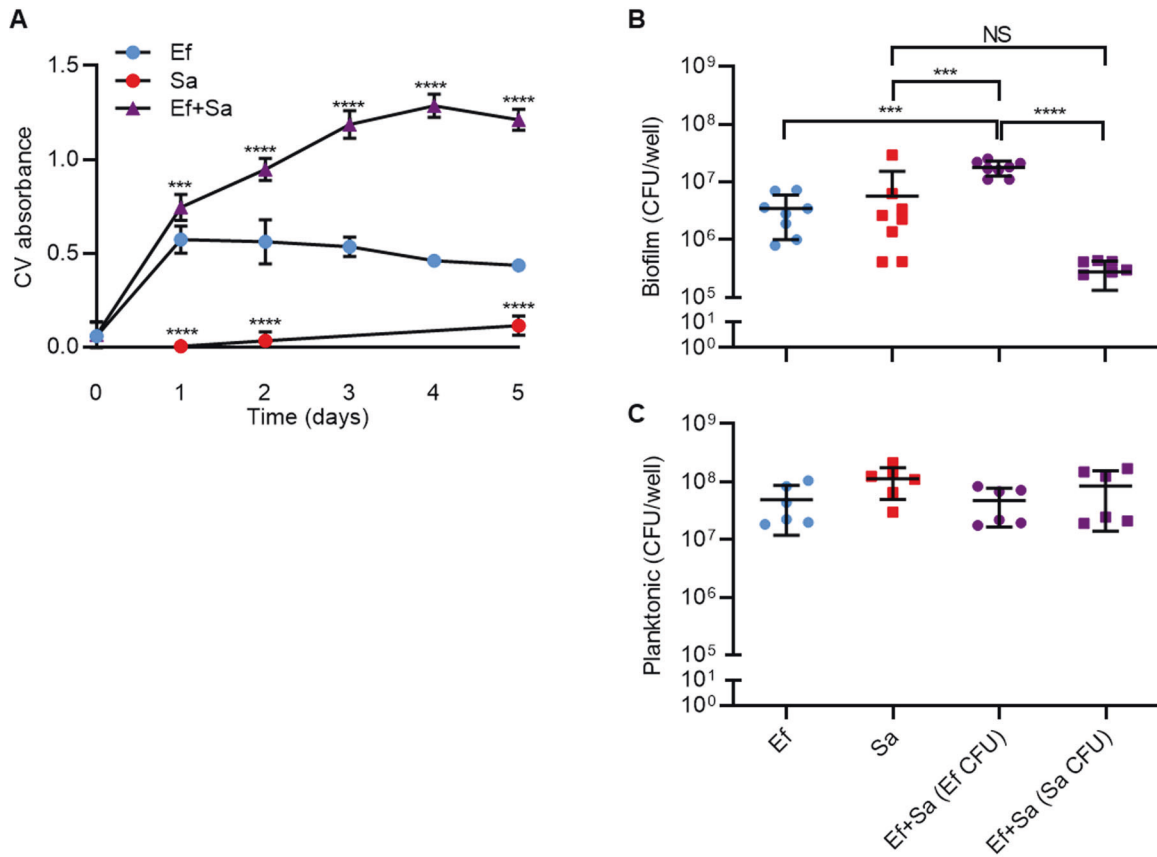 A
Ef
Sa
Ef+Sa
CV absorbance
1.5
1.0
0.5
0.0
***
****
****
****
****
****
****
****
0 1 2 3 4 5
Time (days)
B
NS
***
***
****
Biofilm (CFU/well)
10⁹
10⁸
10⁷
10⁶
10⁵
10¹
10⁰
C
Planktonic (CFU/well)
10⁹
10⁸
10⁷
10⁶
10⁵
10¹
10⁰
Ef
Sa
Ef+Sa (Ef CFU)
Ef+Sa (Sa CFU)